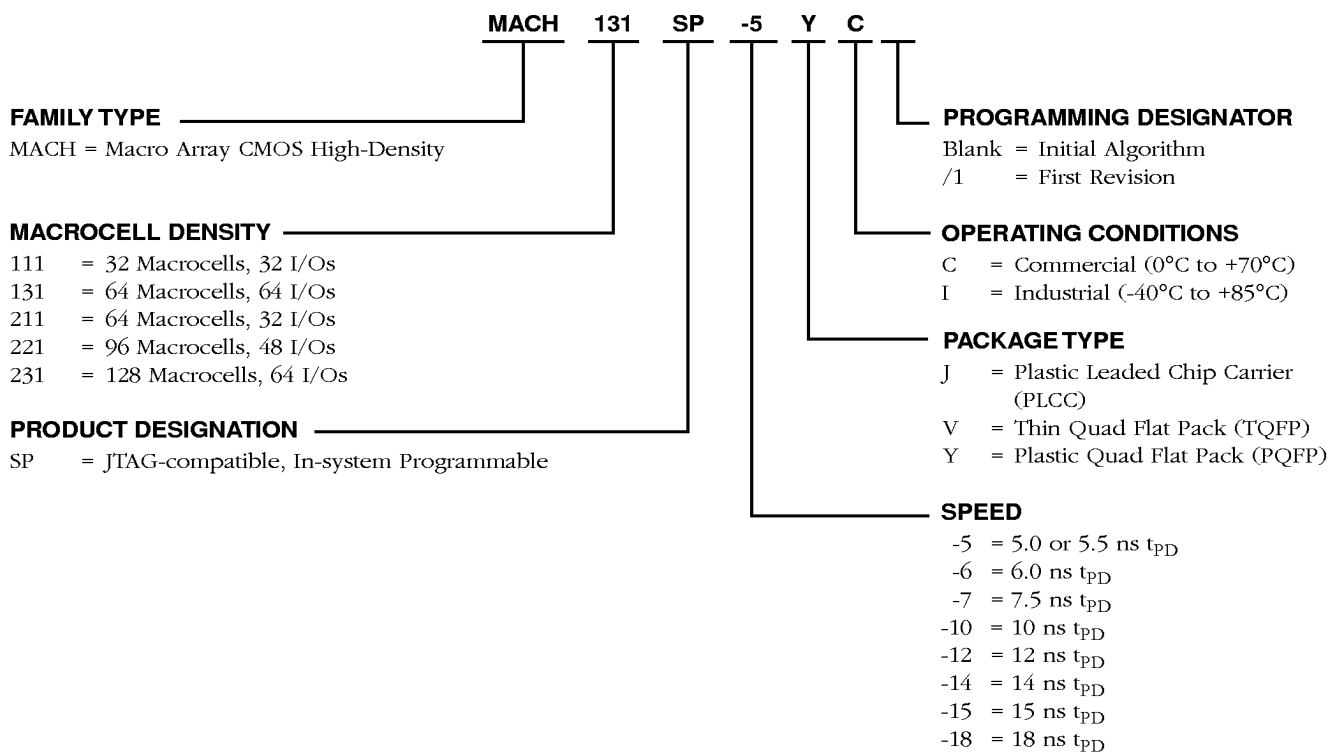 MACH 131 SP -5 Y C
FAMILY TYPE
MACH = Macro Array CMOS High-Density
MACROCELL DENSITY
111 = 32 Macrocells, 32 I/Os
131 = 64 Macrocells, 64 I/Os
211 = 64 Macrocells, 32 I/Os
221 = 96 Macrocells, 48 I/Os
231 = 128 Macrocells, 64 I/Os
PRODUCT DESIGNATION
SP = JTAG-compatible, In-system Programmable
PROGRAMMING DESIGNATOR
Blank = Initial Algorithm
/1 = First Revision
OPERATING CONDITIONS
C = Commercial (0°C to +70°C)
I = Industrial (-40°C to +85°C)
PACKAGE TYPE
J = Plastic Leaded Chip Carrier
(PLCC)
V = Thin Quad Flat Pack (TQFP)
Y = Plastic Quad Flat Pack (PQFP)
SPEED
-5 = 5.0 or 5.5 ns tPD
-6 = 6.0 ns tPD
-7 = 7.5 ns tPD
-10 = 10 ns tPD
-12 = 12 ns tPD
-14 = 14 ns tPD
-15 = 15 ns tPD
-18 = 18 ns tPD